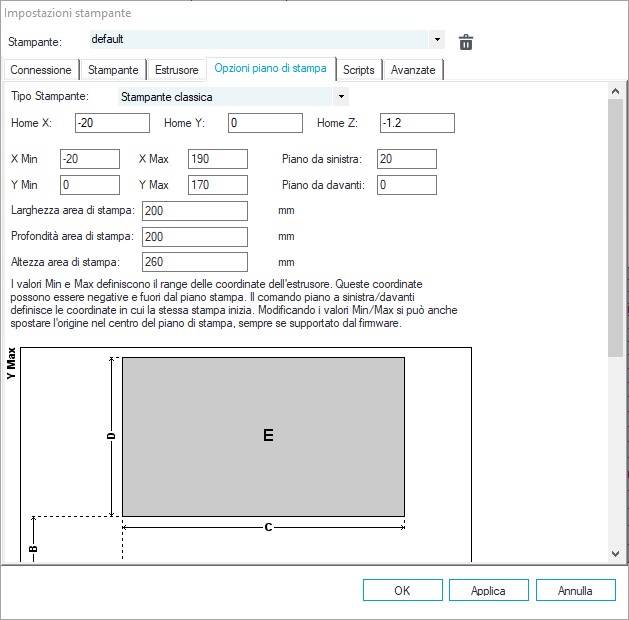 Impostazioni stampante
Stampante: default
Connessione Stampante Estrusore Opzioni piano di stampa Scripts Avanzate
Tipo Stampante: Stampante classica
Home X: -20 Home Y: 0 Home Z: -1.2
X Min -20 X Max 190 Piano da sinistra: 20
Y Min 0 Y Max 170 Piano da davanti: 0
Larghezza area di stampa: 200 mm
Profondità area di stampa: 200 mm
Altezza area di stampa: 260 mm
I valori Min e Max definiscono il range delle coordinate dell'estrusore. Queste coordinate
possono essere negative e fuori dal piano stampa. Il comando piano a sinistra/davanti
definisce le coordinate in cui la stessa stampa inizia. Modificando i valori Min/Max si può anche
spostare l'origine nel centro del piano di stampa, sempre se supportato dal firmware.
Y Max
D
E
C
B
OK Applica Annulla